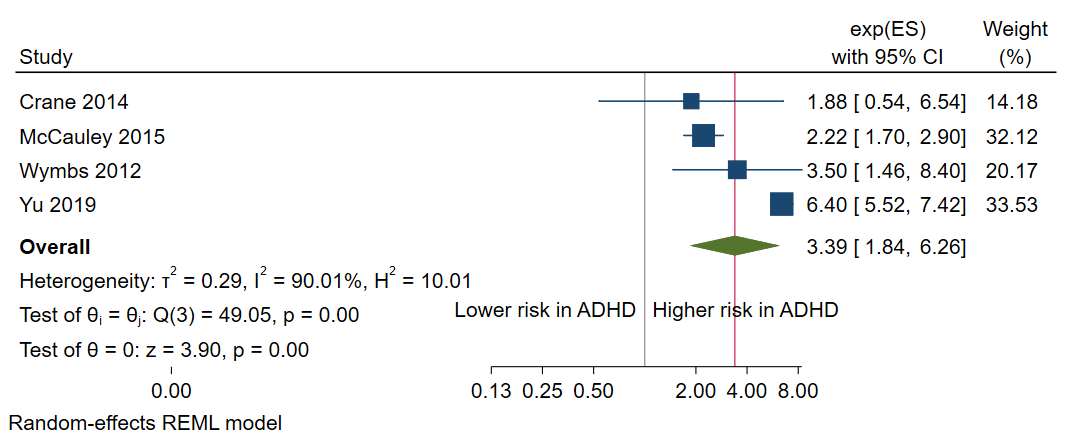 exp(ES) Weight
Study with 95% CI (%)
Crane 2014 1.88 [ 0.54, 6.54] 14.18
McCauley 2015 2.22 [ 1.70, 2.90] 32.12
Wymbs 2012 3.50 [ 1.46, 8.40] 20.17
Yu 2019 6.40 [ 5.52, 7.42] 33.53
Overall 3.39 [ 1.84, 6.26]
Heterogeneity: τ² = 0.29, I² = 90.01%, H² = 10.01
Lower risk in ADHD Higher risk in ADHD
Test of θᵢ = θⱼ: Q(3) = 49.05, p = 0.00
Test of θ = 0: z = 3.90, p = 0.00
0.00 0.13 0.25 0.50 2.00 4.00 8.00
Random-effects REML model